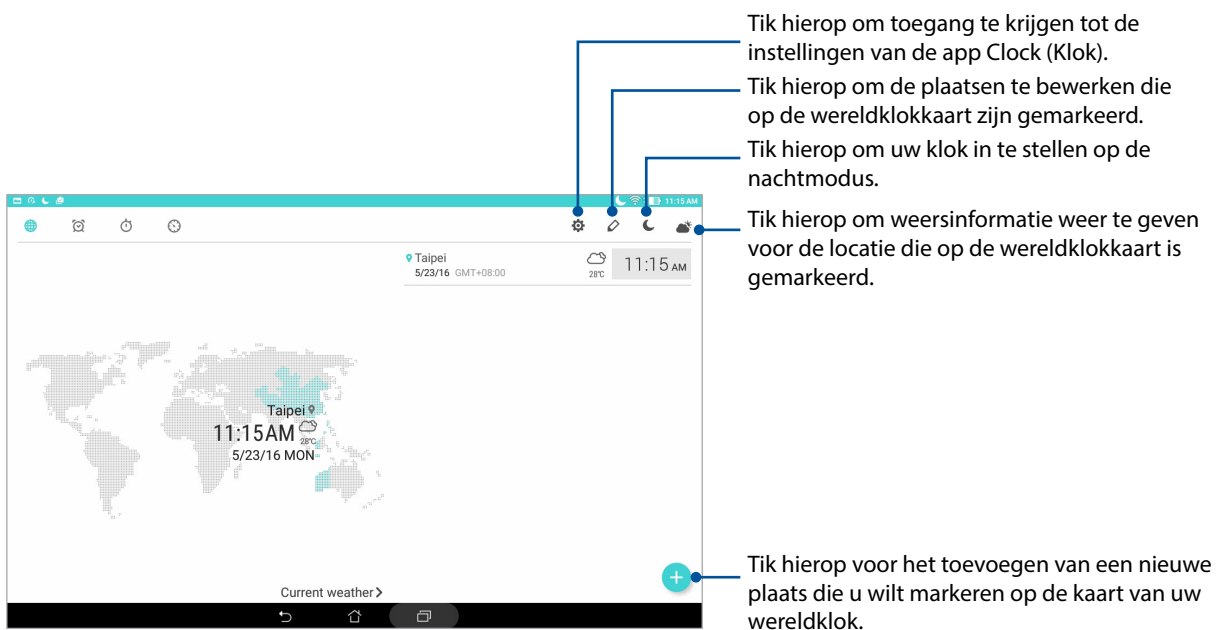 Tik hierop om toegang te krijgen tot de
instellingen van de app Clock (Klok).
Tik hierop om de plaatsen te bewerken die
op de wereldklokkaart zijn gemarkeerd.
Tik hierop om uw klok in te stellen op de
nachtmodus.
Tik hierop om weersinformatie weer te geven
voor de locatie die op de wereldklokkaart is
gemarkeerd.
11:15 AM
Taipei
5/23/16 GMT+08:00
28°C
11:15 AM
Taipei
11:15AM
28°C
5/23/16 MON
Current weather
Tik hierop voor het toevoegen van een nieuwe
plaats die u wilt markeren op de kaart van uw
wereldklok.